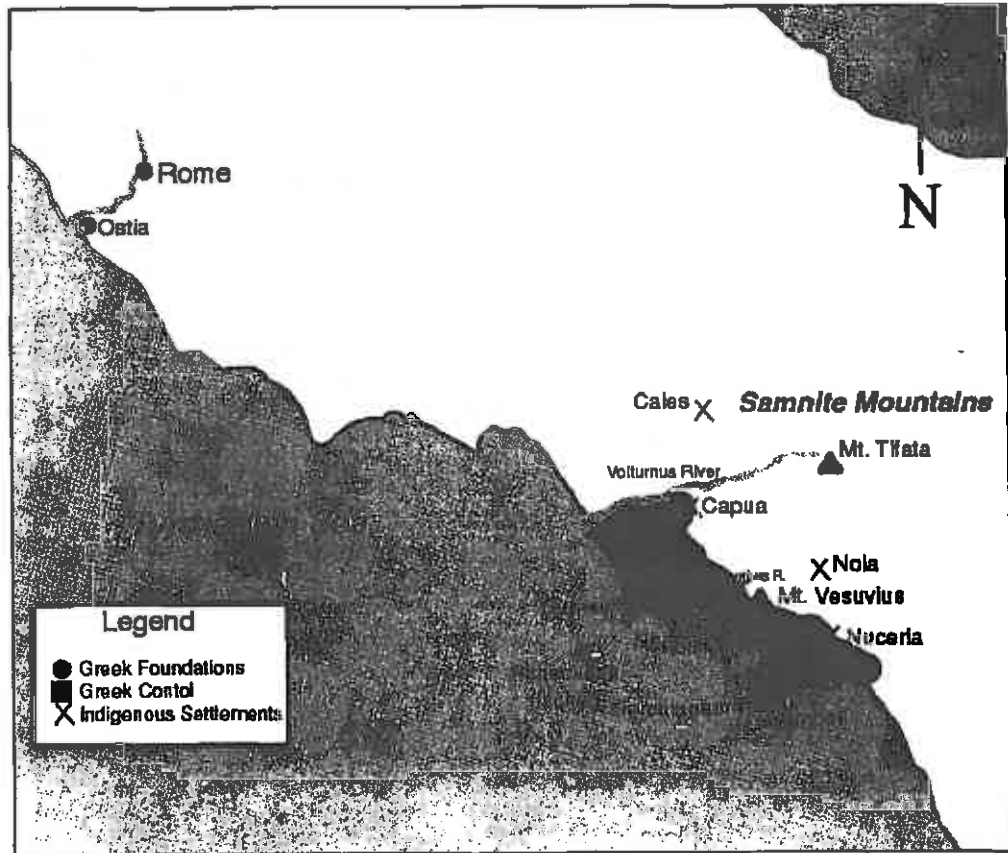 Rome
N
Ostia
Cales
Samnite Mountains
Mt. Tifata
Volturnus River
Capua
Nola
R.
Mt. Vesuvius
Nuceria
Legend
Greek Foundations
Greek Contol
Indigenous Settlements